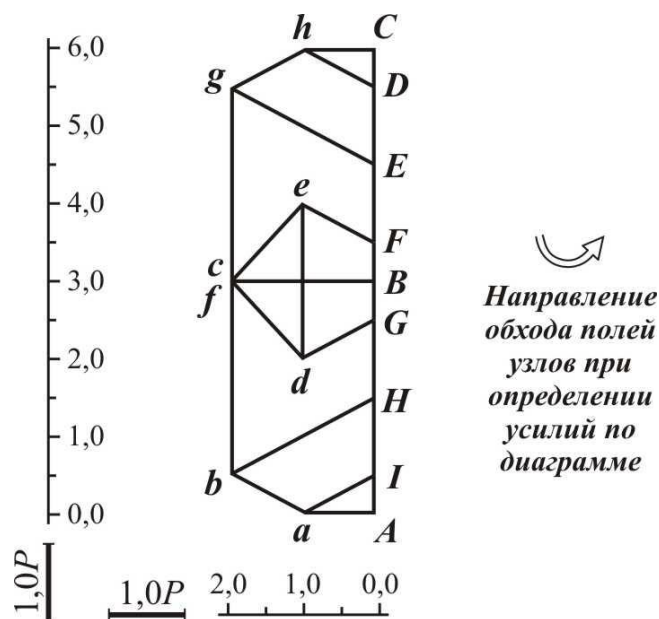 h C
6,0
g D
5,0
E
e
4,0
F
c
3,0 B
f
G
2,0
d
H
1,0
b I
0,0
a A
1,0P
1,0P
2,0 1,0 0,0
Направление
обхода полей
узлов при
определении
усилий по
диаграмме